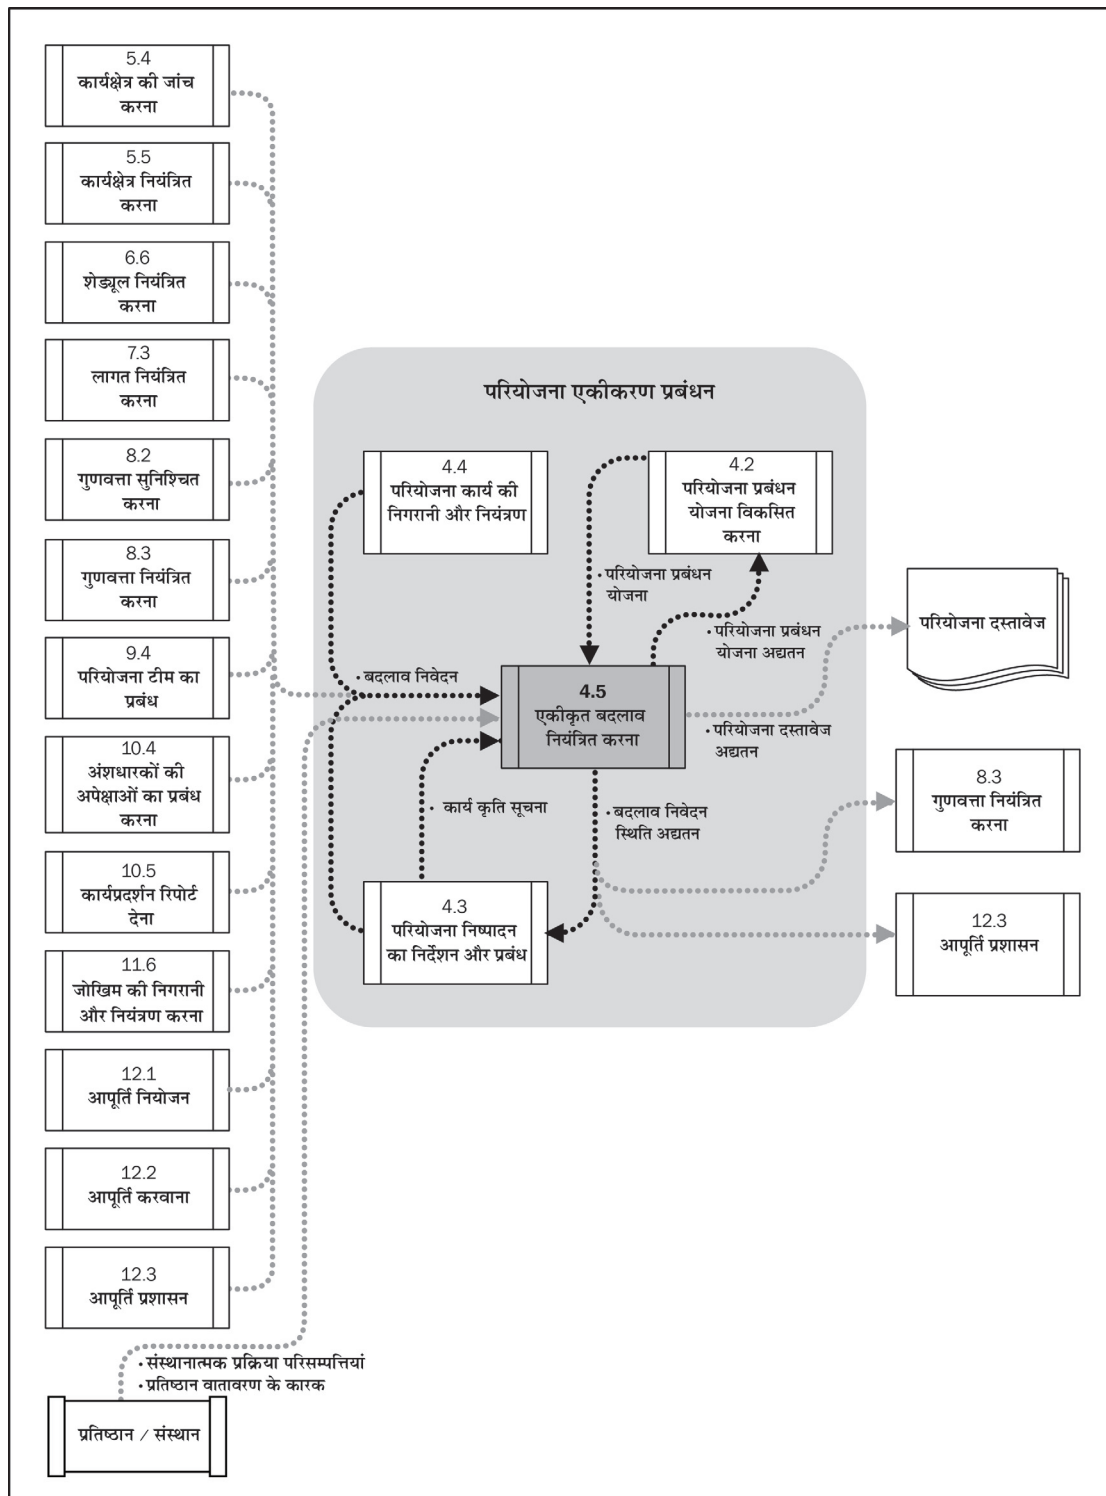 5.4
कार्यक्षेत्र की जांच
करना
5.5
कार्यक्षेत्र नियंत्रित
करना
6.6
शेड्यूल नियंत्रित
करना
7.3
लागत नियंत्रित
करना
8.2
गुणवत्ता सुनिश्चित
करना
8.3
गुणवत्ता नियंत्रित
करना
9.4
परियोजना टीम का
प्रबंध
10.4
अंशधारकों की
अपेक्षाओं का प्रबंध
करना
10.5
कार्यप्रदर्शन रिपोर्ट
देना
11.6
जोखिम की निगरानी
और नियंत्रण करना
12.1
आपूर्ति नियोजन
12.2
आपूर्ति करवाना
12.3
आपूर्ति प्रशासन
• संस्थानात्मक प्रक्रिया परिसम्पत्तियां
• प्रतिष्ठान वातावरण के कारक
प्रतिष्ठान / संस्थान
परियोजना एकीकरण प्रबंधन
4.4
परियोजना कार्य की
निगरानी और नियंत्रण
4.2
परियोजना प्रबंधन
योजना विकसित
करना
• परियोजना प्रबंधन
योजना
• परियोजना प्रबंधन
योजना अद्यतन
• बदलाव निवेदन
4.5
एकीकृत बदलाव
नियंत्रित करना
• परियोजना दस्तावेज
अद्यतन
• कार्य कृति सूचना
• बदलाव निवेदन
स्थिति अद्यतन
4.3
परियोजना निष्पादन
का निर्देशन और प्रबंध
परियोजना दस्तावेज
8.3
गुणवत्ता नियंत्रित
करना
12.3
आपूर्ति प्रशासन